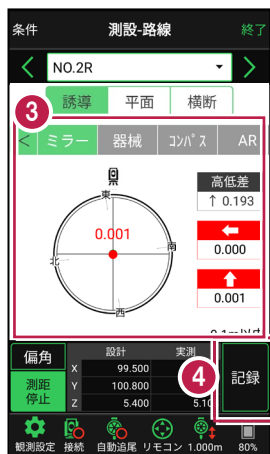 条件 測設-路線 終了
< NO.2R >
誘導 平面 横断
3
< ミラー 器械 コンパス AR
高低差
↑ 0.193
東
0.001
南
北
西
0.000
0.001
偏角 設計 実測
X 99.500
測距停止 Y 100.800
Z 5.400 5.10
4
記録
観測設定 接続 自動追尾 リモコン 1.000m 80%